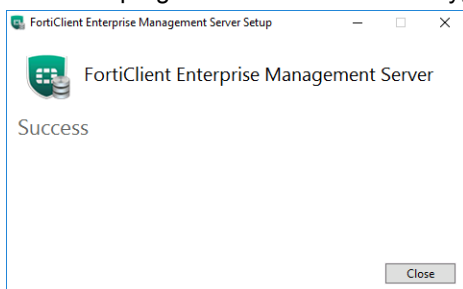 FortiClient Enterprise Management Server Setup
FortiClient Enterprise Management Server
Success
Close